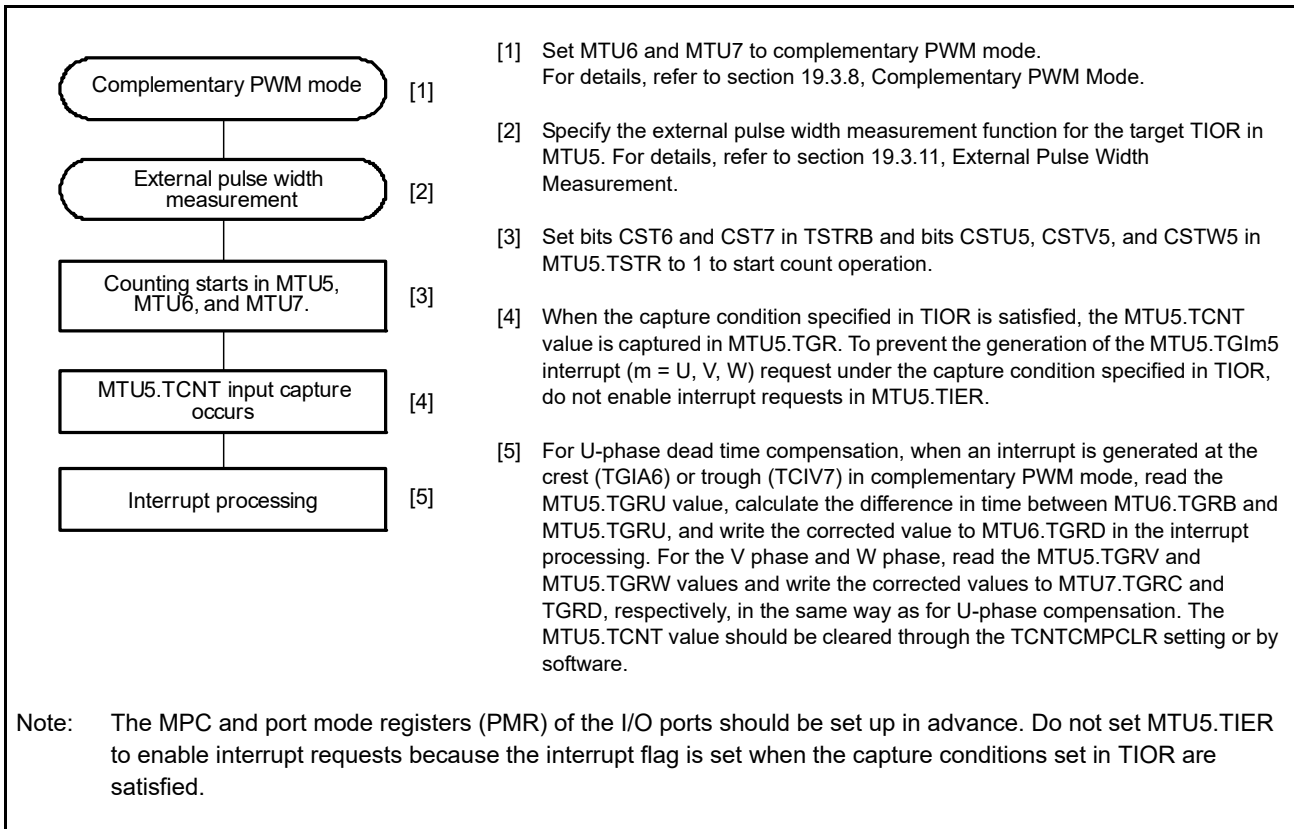 Complementary PWM mode
[1]
External pulse width
measurement
[2]
Counting starts in MTU5,
MTU6, and MTU7.
[3]
MTU5.TCNT input capture
occurs
[4]
Interrupt processing
[5]
[1] Set MTU6 and MTU7 to complementary PWM mode.
For details, refer to section 19.3.8, Complementary PWM Mode.
[2] Specify the external pulse width measurement function for the target TIOR in
MTU5. For details, refer to section 19.3.11, External Pulse Width
Measurement.
[3] Set bits CST6 and CST7 in TSTRB and bits CSTU5, CSTV5, and CSTW5 in
MTU5.TSTR to 1 to start count operation.
[4] When the capture condition specified in TIOR is satisfied, the MTU5.TCNT
value is captured in MTU5.TGR. To prevent the generation of the MTU5.TGIm5
interrupt (m = U, V, W) request under the capture condition specified in TIOR,
do not enable interrupt requests in MTU5.TIER.
[5] For U-phase dead time compensation, when an interrupt is generated at the
crest (TGIA6) or trough (TCIV7) in complementary PWM mode, read the
MTU5.TGRU value, calculate the difference in time between MTU6.TGRB and
MTU5.TGRU, and write the corrected value to MTU6.TGRD in the interrupt
processing. For the V phase and W phase, read the MTU5.TGRV and
MTU5.TGRW values and write the corrected values to MTU7.TGRC and
TGRD, respectively, in the same way as for U-phase compensation. The
MTU5.TCNT value should be cleared through the TCNTCMPCLR setting or by
software.
Note: The MPC and port mode registers (PMR) of the I/O ports should be set up in advance. Do not set MTU5.TIER
to enable interrupt requests because the interrupt flag is set when the capture conditions set in TIOR are
satisfied.